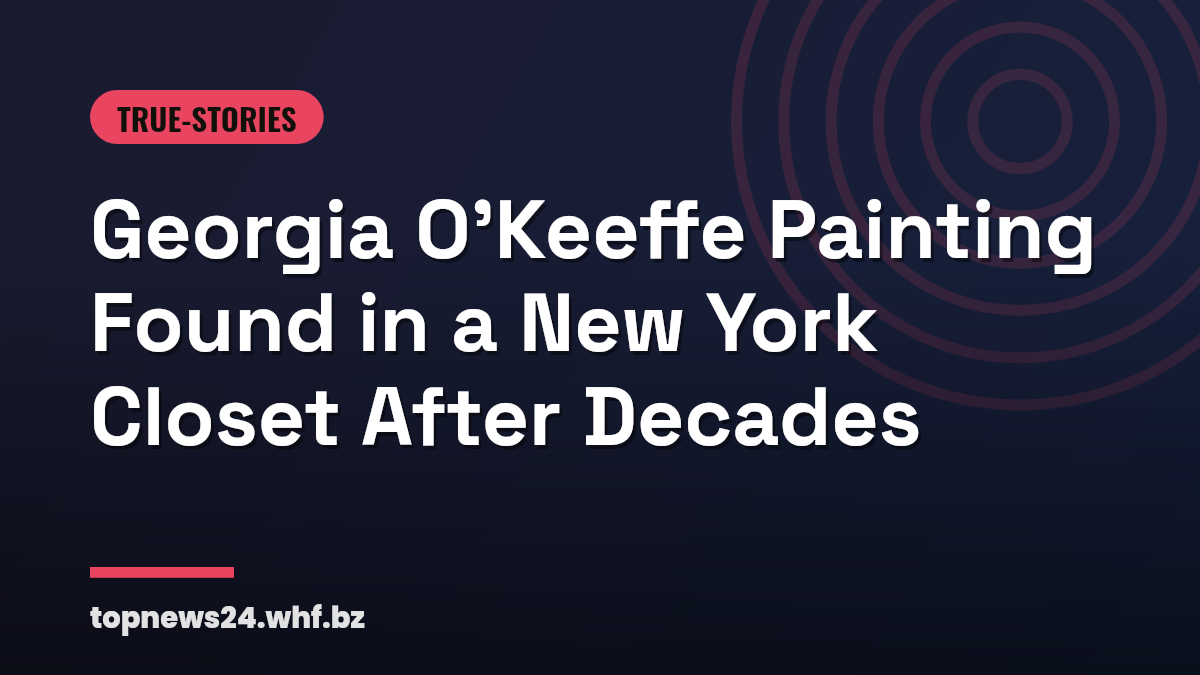 TRUE-STORIES
Georgia O’Keeffe Painting
Found in a New York
Closet After Decades
topnews24.whf.bz